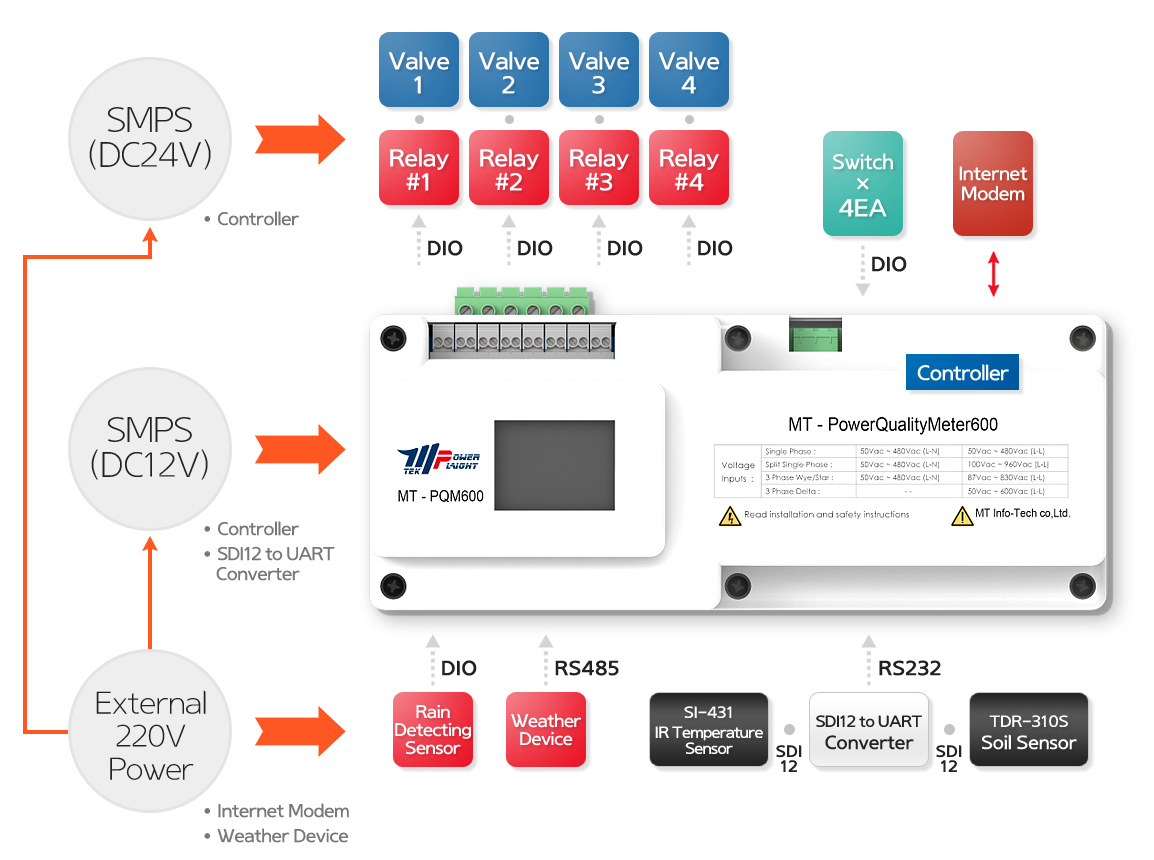 Valve
1
Valve
2
Valve
3
Valve
4
SMPS
(DC24V)
Relay
#1
Relay
#2
Relay
#3
Relay
#4
Switch
×
4EA
Internet
Modem
• Controller
DIO
DIO
DIO
DIO
DIO
Controller
SMPS
(DC12V)
MT - PowerQualityMeter600
Voltage
Inputs :
Single Phase : 50Vac ~ 480Vac (L-N) 50Vac ~ 480Vac (L-L)
Split Single Phase : 50Vac ~ 480Vac (L-N) 100Vac ~ 960Vac (L-L)
3 Phase Wye/Star : 50Vac ~ 480Vac (L-N) 87Vac ~ 830Vac (L-L)
3 Phase Delta : - - 50Vac ~ 600Vac (L-L)
POWER
TEK LIGHT
MT - PQM600
Read installation and safety instructions
MT Info-Tech co,Ltd.
• Controller
• SDI12 to UART
Converter
DIO
RS485
RS232
External
220V
Power
Rain
Detecting
Sensor
Weather
Device
SI-431
IR Temperature
Sensor
SDI
12
SDI12 to UART
Converter
SDI
12
TDR-310S
Soil Sensor
• Internet Modem
• Weather Device